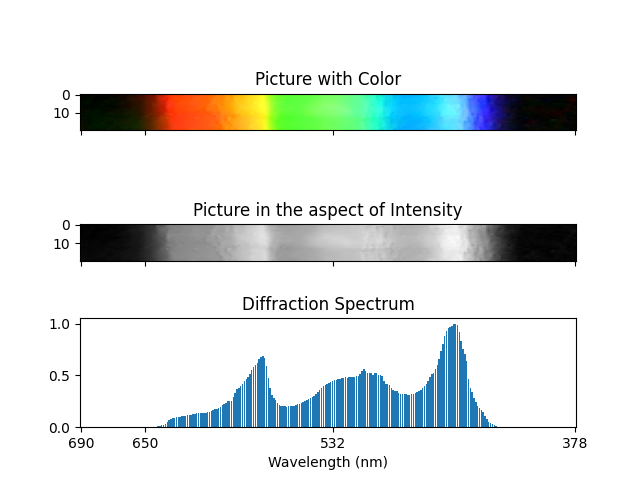 Picture with Color
0
10
Picture in the aspect of Intensity
0
10
Diffraction Spectrum
1.0
0.5
0.0
690 650 532 378
Wavelength (nm)